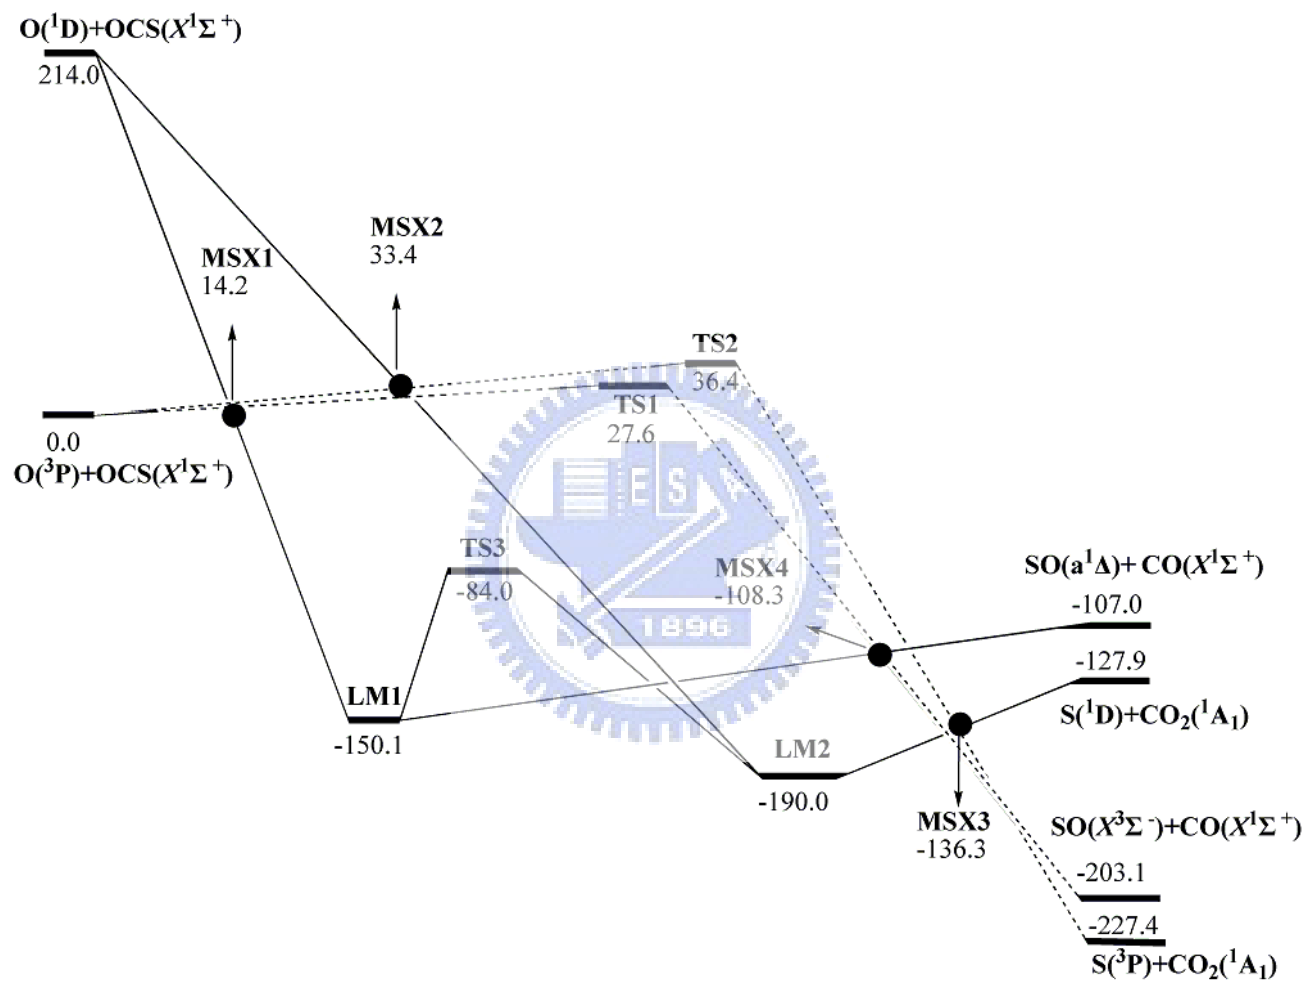 O(¹D)+OCS(X¹Σ⁺)
214.0
MSX1
14.2
MSX2
33.4
TS2
36.4
TS1
27.6
0.0
O(³P)+OCS(X¹Σ⁺)
ES
TS3
-84.0
MSX4
-108.3
1896
SO(a¹Δ)+ CO(X¹Σ⁺)
-107.0
-127.9
S(¹D)+CO₂(¹A₁)
LM1
-150.1
LM2
-190.0
MSX3
-136.3
SO(X³Σ⁻)+CO(X¹Σ⁺)
-203.1
-227.4
S(³P)+CO₂(¹A₁)